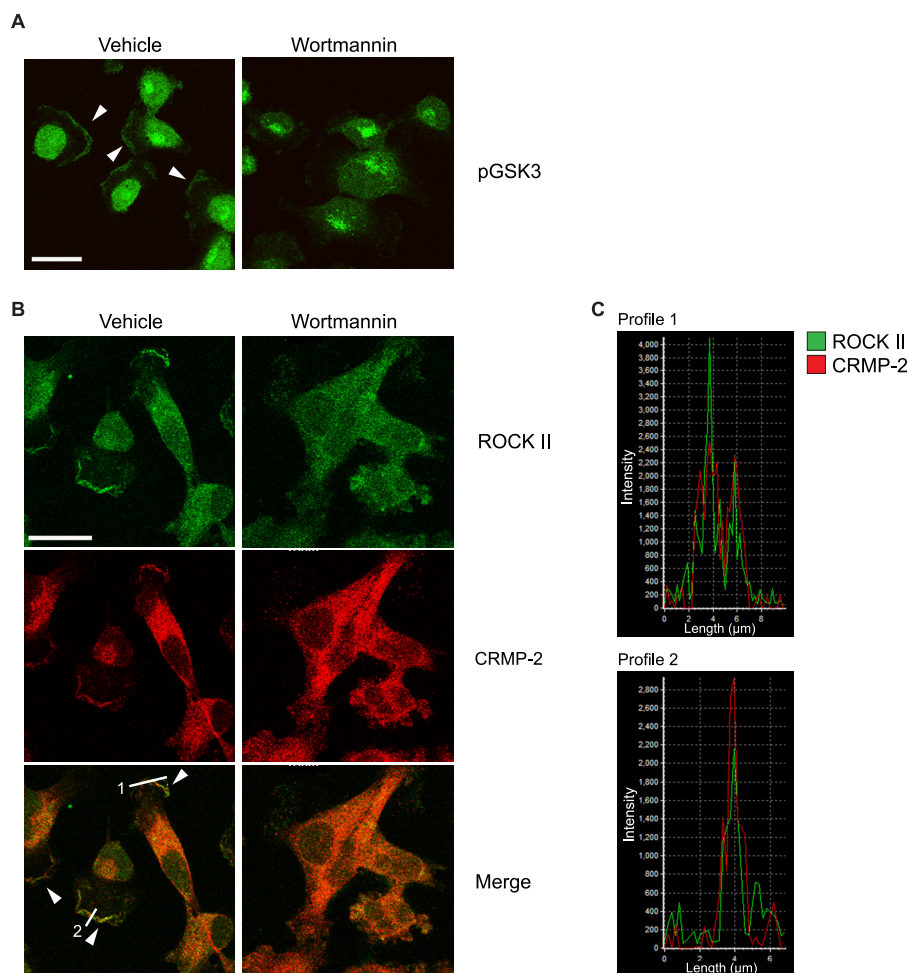 A
Vehicle Wortmannin
pGSK3
B
Vehicle Wortmannin
ROCK II
CRMP-2
1
2
Merge
C
Profile 1
ROCK II
CRMP-2
4,000
3,800
3,600
3,400
3,200
3,000
2,800
2,600
2,400
2,200
2,000
1,800
1,600
1,400
1,200
1,000
800
600
400
200
0
Intensity
0 2 4 6 8
Length (µm)
Profile 2
2,800
2,600
2,400
2,200
2,000
1,800
1,600
1,400
1,200
1,000
800
600
400
200
0
Intensity
0 2 4 6
Length (µm)